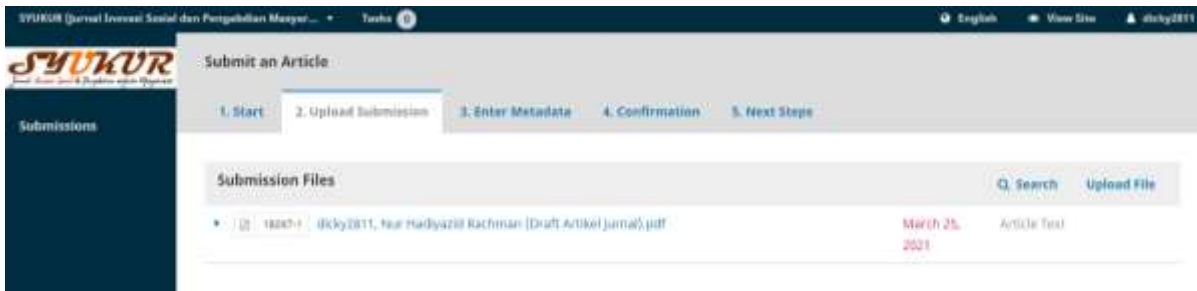 SYUKUR (Jurnal Inovasi Sosial dan Pengabdian Masyar... Tasks 0 English View Site dicky2811
SYUKUR
Submit an Article
1. Start 2. Upload Submission 3. Enter Metadata 4. Confirmation 5. Next Steps
Submissions
Submission Files Search Upload File
dicky2811, Nur Hadiyazid Rachman (Draft Artikel Jurnal).pdf March 25, Article Text
2021